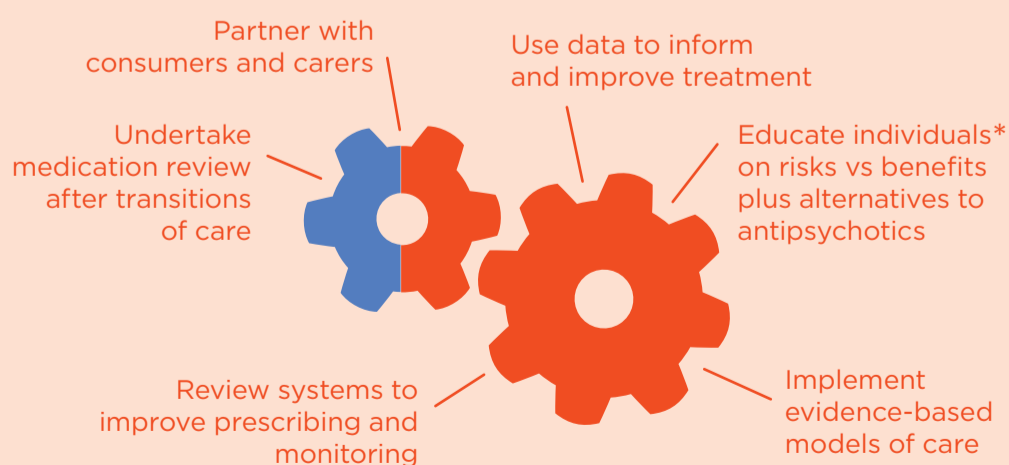 Partner with
consumers and carers
Use data to inform
and improve treatment
Undertake
medication review
after transitions
of care
Educate individuals*
on risks vs benefits
plus alternatives to
antipsychotics
Review systems to
improve prescribing and
monitoring
Implement
evidence-based
models of care